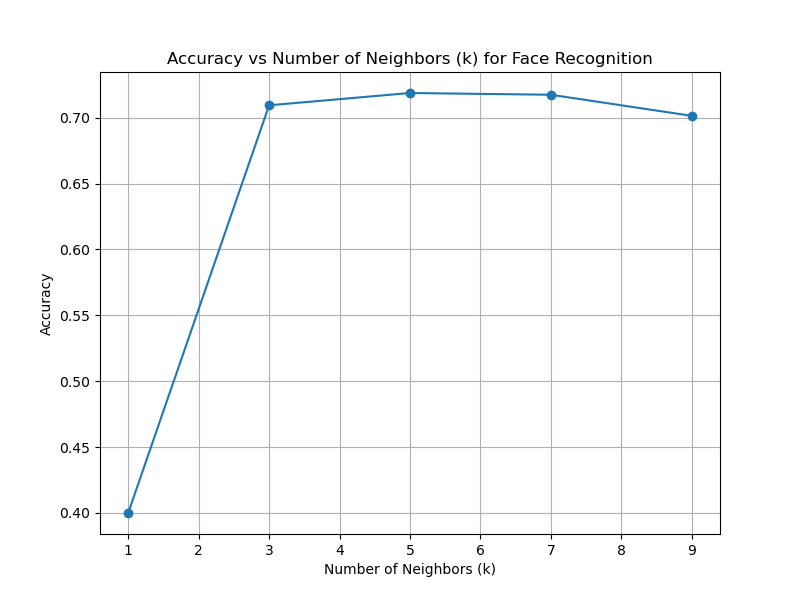 Accuracy vs Number of Neighbors (k) for Face Recognition
Accuracy
0.70
0.65
0.60
0.55
0.50
0.45
0.40
1 2 3 4 5 6 7 8 9
Number of Neighbors (k)